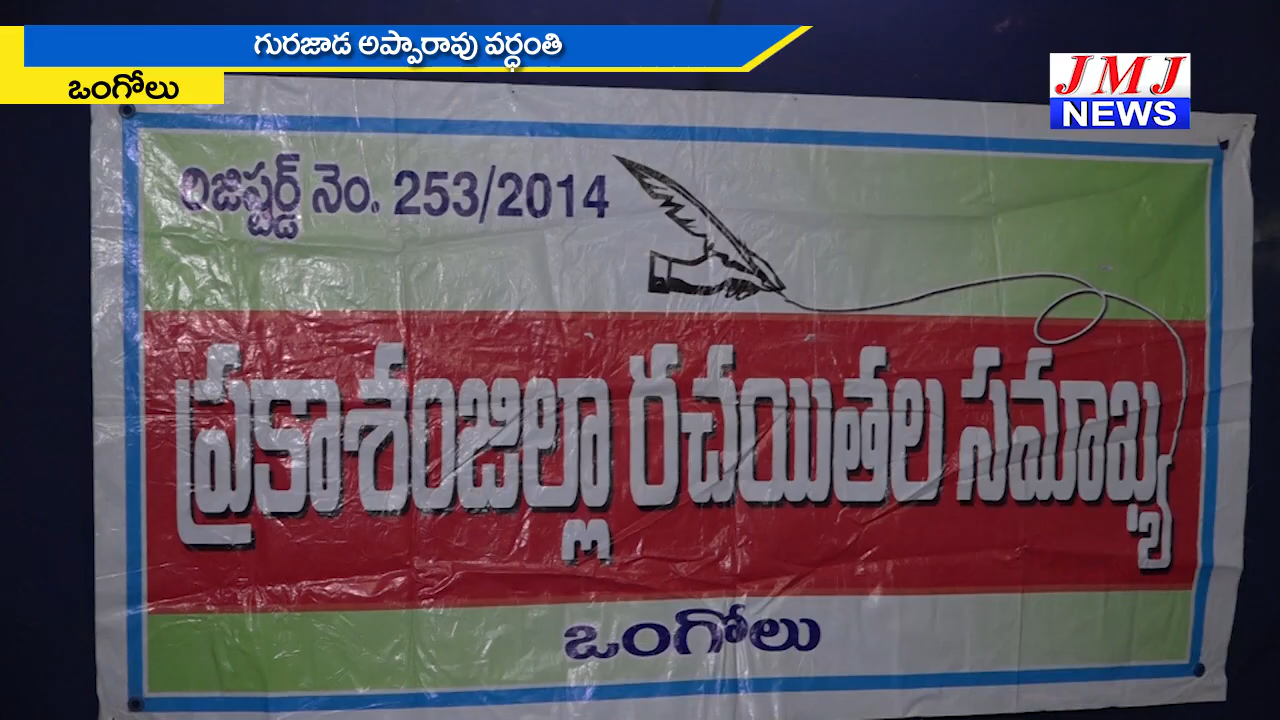 గురజాడ అప్పారావు వర్ధంతి
ఒంగోలు
JMJ
NEWS
రిజిష్టర్డ్ నెం. 253/2014
ప్రకాశంజిల్లా రచయితల సమాఖ్య
ఒంగోలు